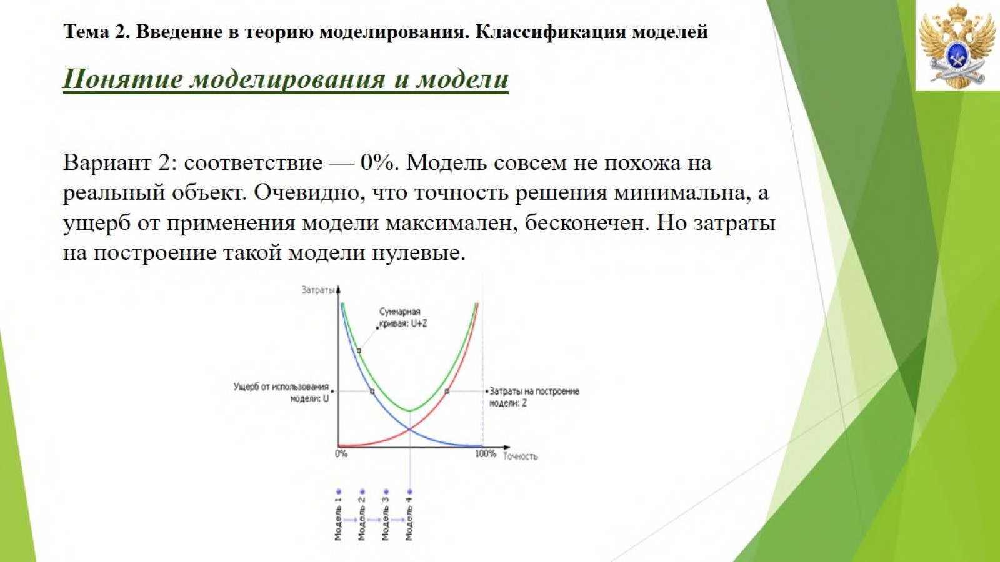 Тема 2. Введение в теорию моделирования. Классификация моделей
Понятие моделирования и модели
Вариант 2: соответствие — 0%. Модель совсем не похожа на
реальный объект. Очевидно, что точность решения минимальна, а
ущерб от применения модели максимален, бесконечен. Но затраты
на построение такой модели нулевые.
Затраты
Суммарная
кривая: U+Z
Ущерб от использования
модели: U
Затраты на построение
модели: Z
0%
100%
Точность
Модель 1
Модель 2
Модель 3
Модель 4